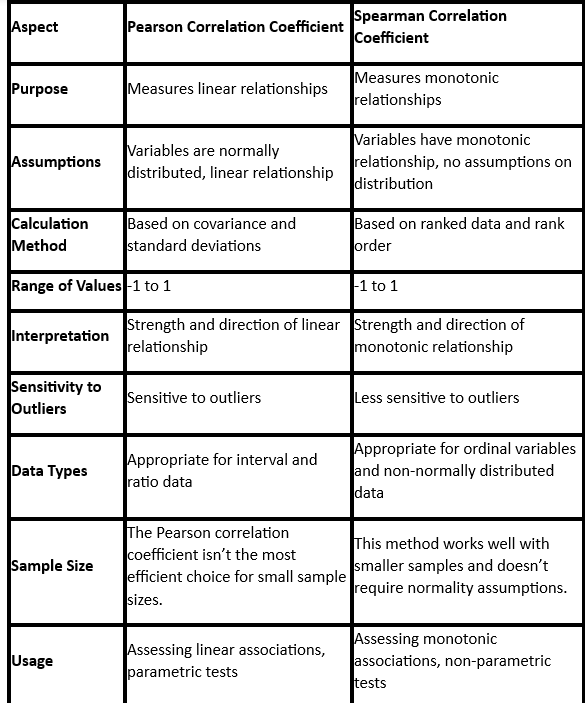 Aspect
Pearson Correlation Coefficient
Spearman Correlation
Coefficient
Purpose
Measures linear relationships
Measures monotonic
relationships
Assumptions
Variables are normally
distributed, linear relationship
Variables have monotonic
relationship, no assumptions on
distribution
Calculation
Method
Based on covariance and
standard deviations
Based on ranked data and rank
order
Range of Values
-1 to 1
-1 to 1
Interpretation
Strength and direction of linear
relationship
Strength and direction of
monotonic relationship
Sensitivity to
Outliers
Sensitive to outliers
Less sensitive to outliers
Data Types
Appropriate for interval and
ratio data
Appropriate for ordinal variables
and non-normally distributed
data
Sample Size
The Pearson correlation
coefficient isn’t the most
efficient choice for small sample
sizes.
This method works well with
smaller samples and doesn’t
require normality assumptions.
Usage
Assessing linear associations,
parametric tests
Assessing monotonic
associations, non-parametric
tests